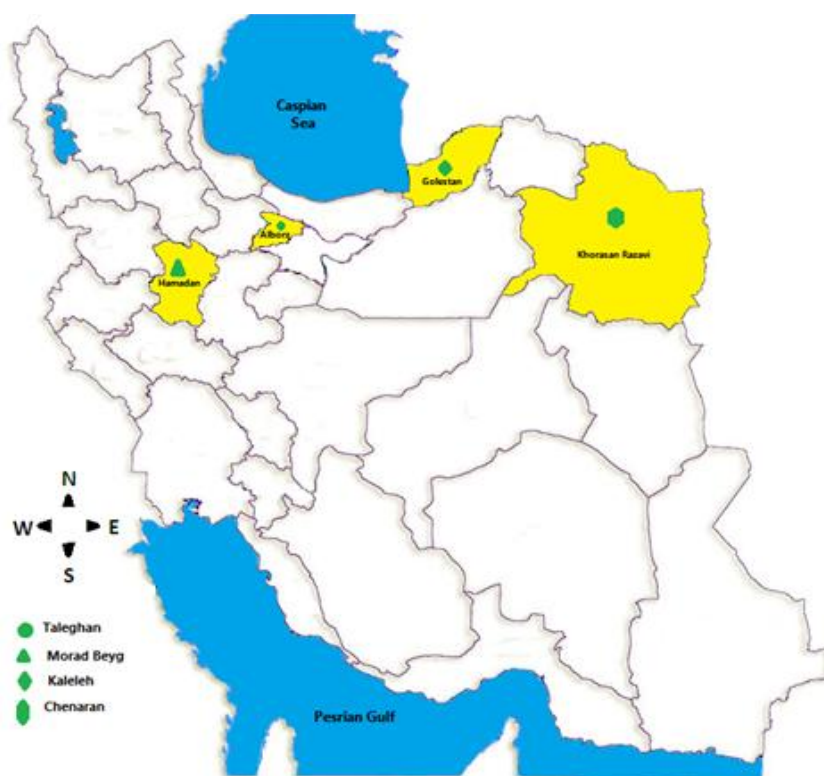 Caspian
Sea
Golestan
Khorasan Razavi
Alborz
Hamadan
N
W
E
S
Taleghan
Morad Beyg
Kaleleh
Chenaran
Pesrian Gulf